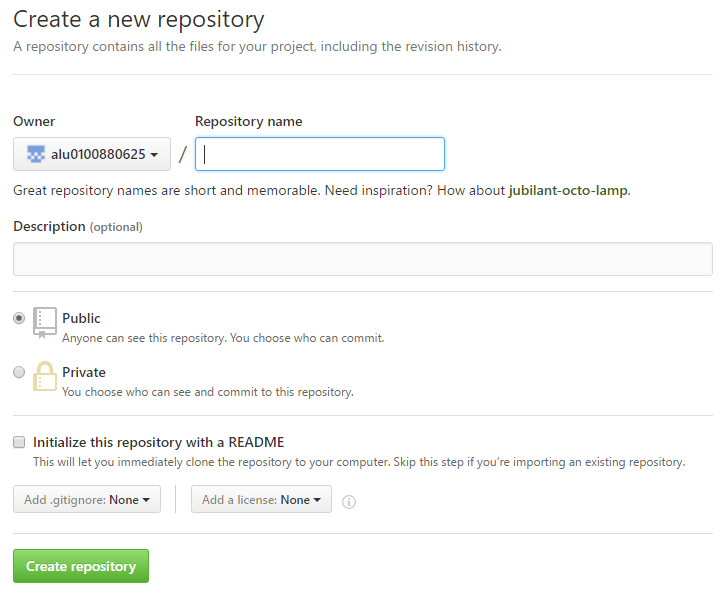 Create a new repository
A repository contains all the files for your project, including the revision history.
Owner
Repository name
alu0100880625 /
Great repository names are short and memorable. Need inspiration? How about jubilant-octo-lamp.
Description (optional)
Public
Anyone can see this repository. You choose who can commit.
Private
You choose who can see and commit to this repository.
Initialize this repository with a README
This will let you immediately clone the repository to your computer. Skip this step if you're importing an existing repository.
Add .gitignore: None
Add a license: None
Create repository